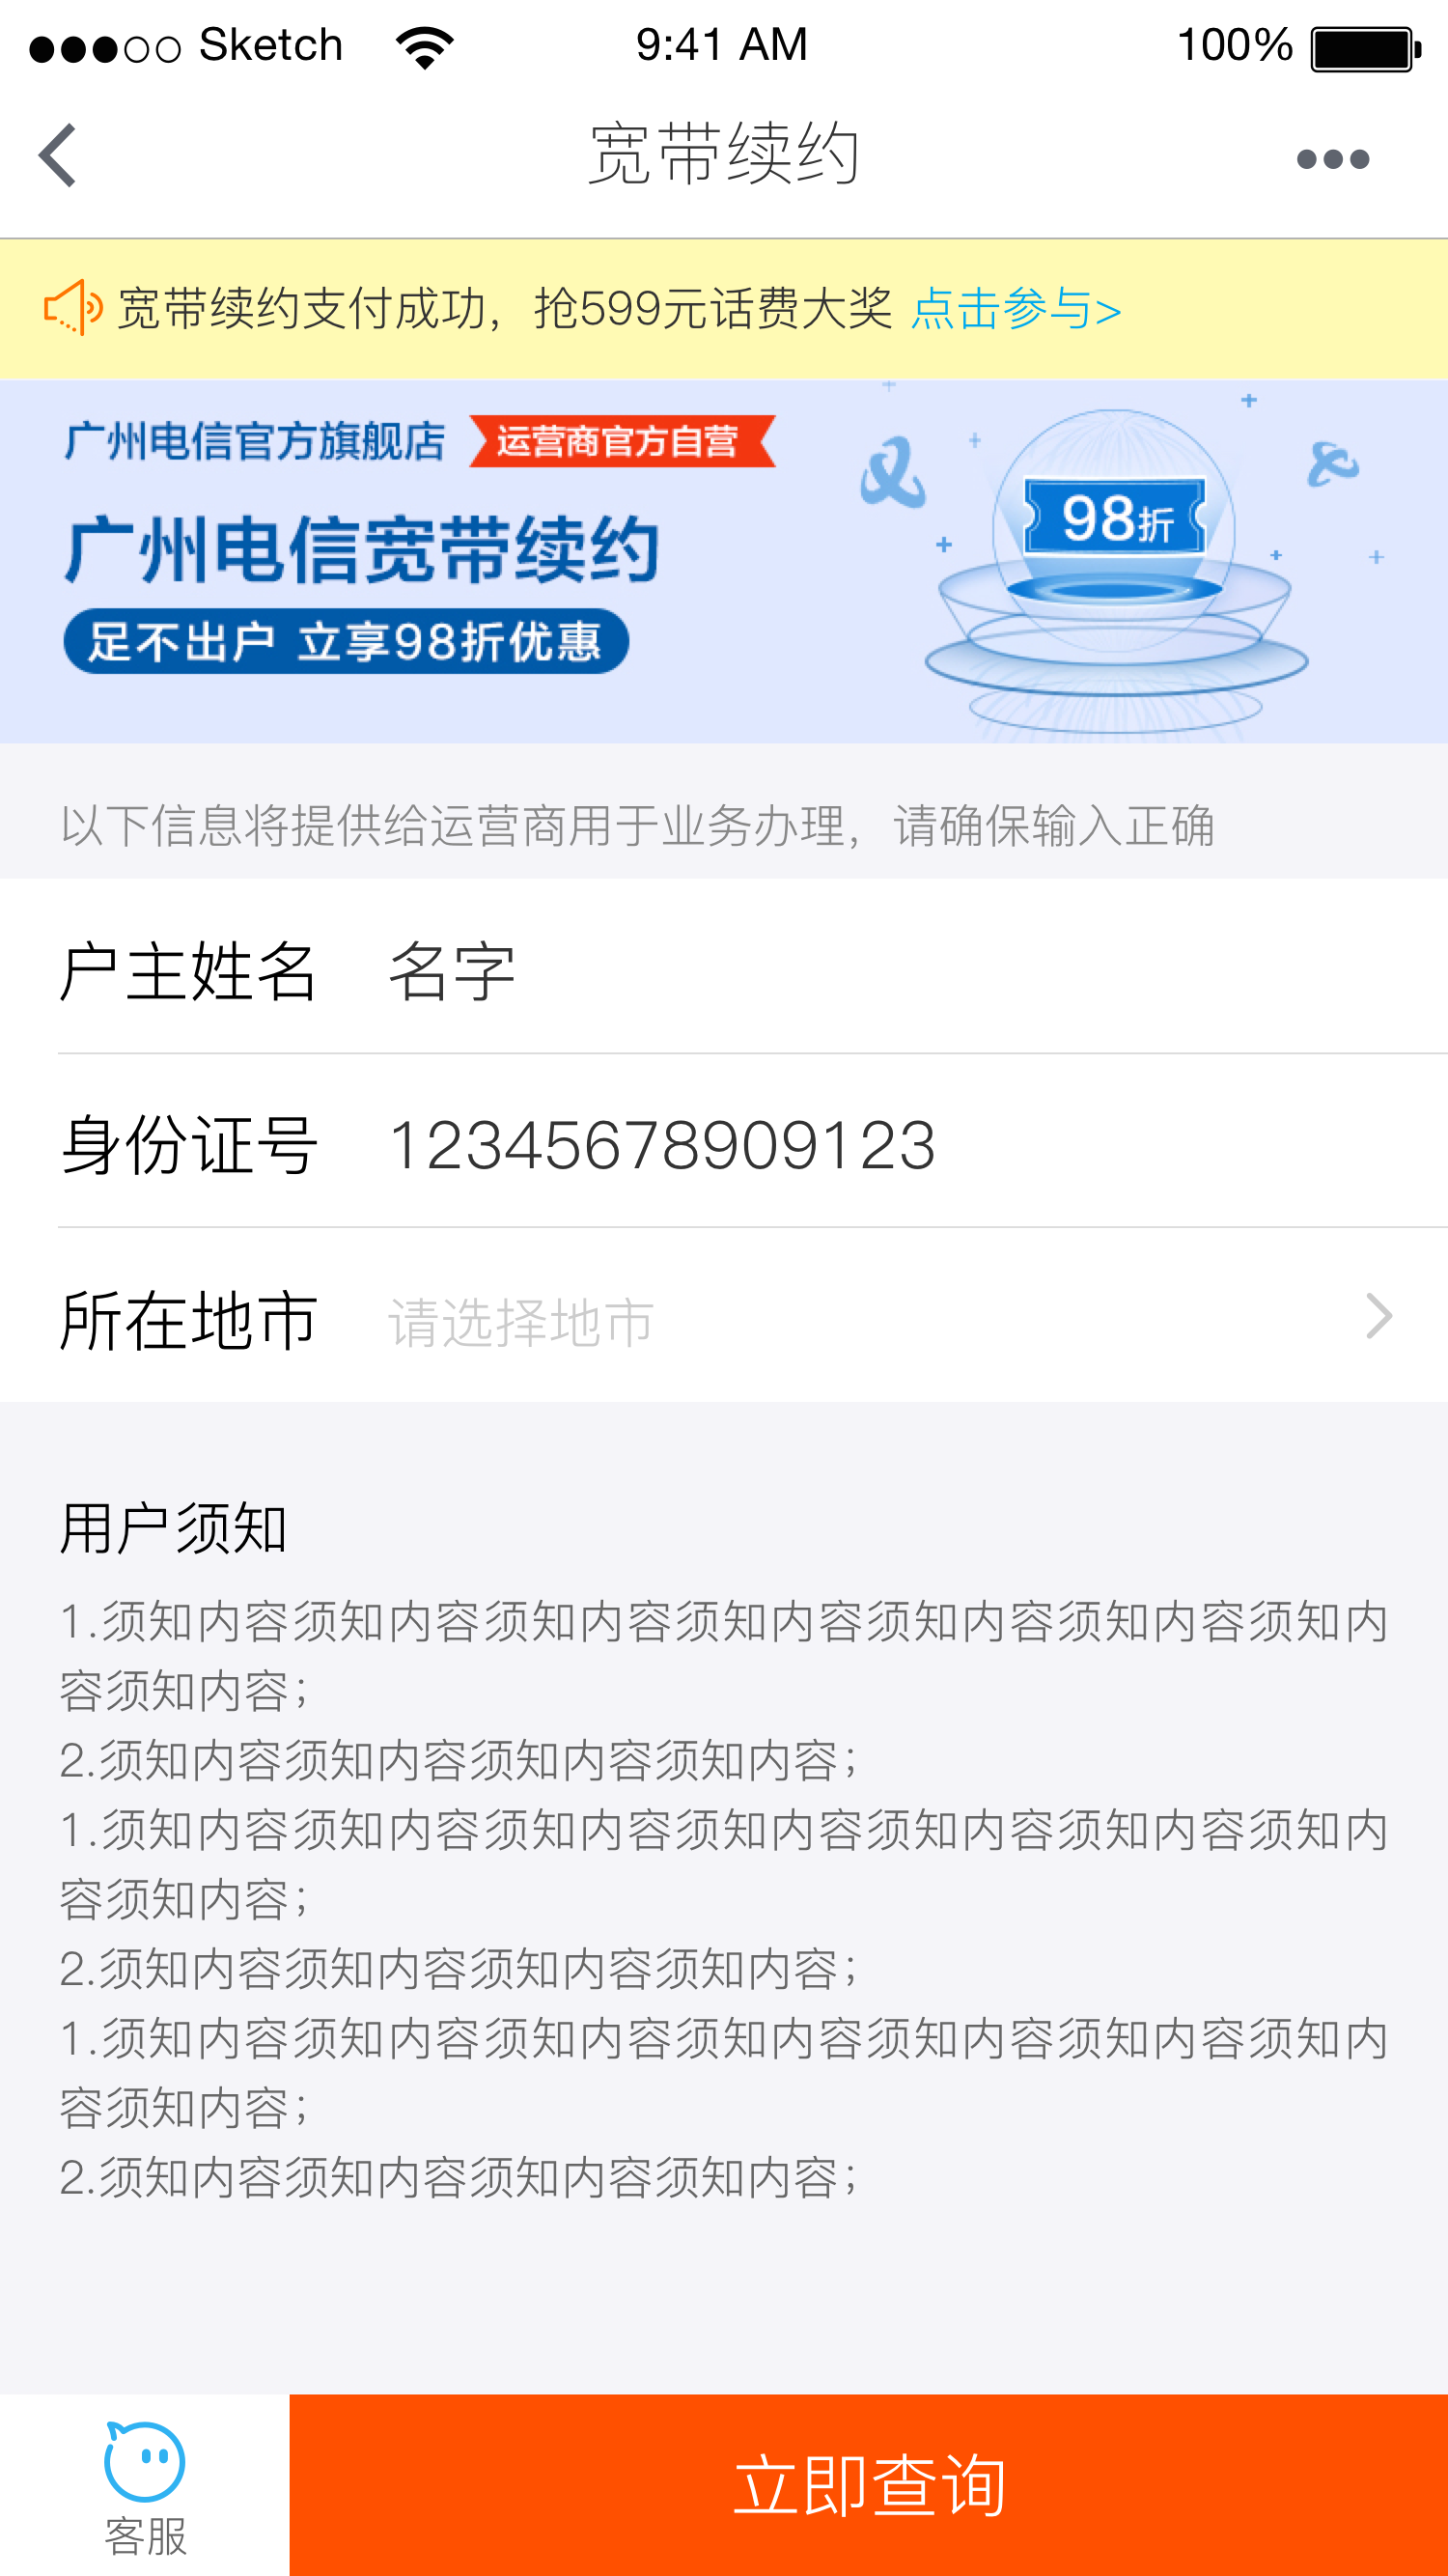 Sketch 9:41 AM 100%
宽带续约
宽带续约支付成功，抢599元话费大奖 点击参与>
广州电信官方旗舰店 运营商官方自营
广州电信宽带续约
98折
足不出户 立享98折优惠
以下信息将提供给运营商用于业务办理，请确保输入正确
户主姓名 名字
身份证号 12345678909123
所在地市 请选择地市
用户须知
1.须知内容须知内容须知内容须知内容须知内容须知内容须知内
容须知内容；
2.须知内容须知内容须知内容须知内容；
1.须知内容须知内容须知内容须知内容须知内容须知内容须知内
容须知内容；
2.须知内容须知内容须知内容须知内容；
1.须知内容须知内容须知内容须知内容须知内容须知内容须知内
容须知内容；
2.须知内容须知内容须知内容须知内容；
立即查询
客服